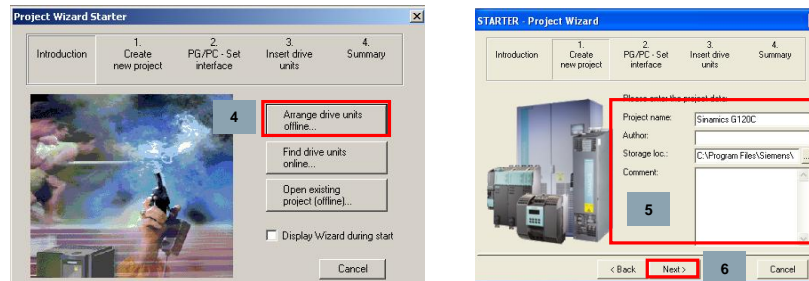 Project Wizard Starter
Introduction
1.
Create
new project
2.
PG/PC - Set
interface
3.
Insert drive
units
4.
Summary
4
Arrange drive units
offline...
Find drive units
online...
Open existing
project (offline)...
Display Wizard during start
Cancel
STARTER - Project Wizard
Introduction
1.
Create
new project
2.
PG/PC - Set
interface
3.
Insert drive
units
4.
Summary
Please enter the project data:
Project name:
Sinamics G120C
Author:
Storage loc.:
C:\Program Files\Siemens\
...
Comment:
5
< Back
Next >
6
Cancel